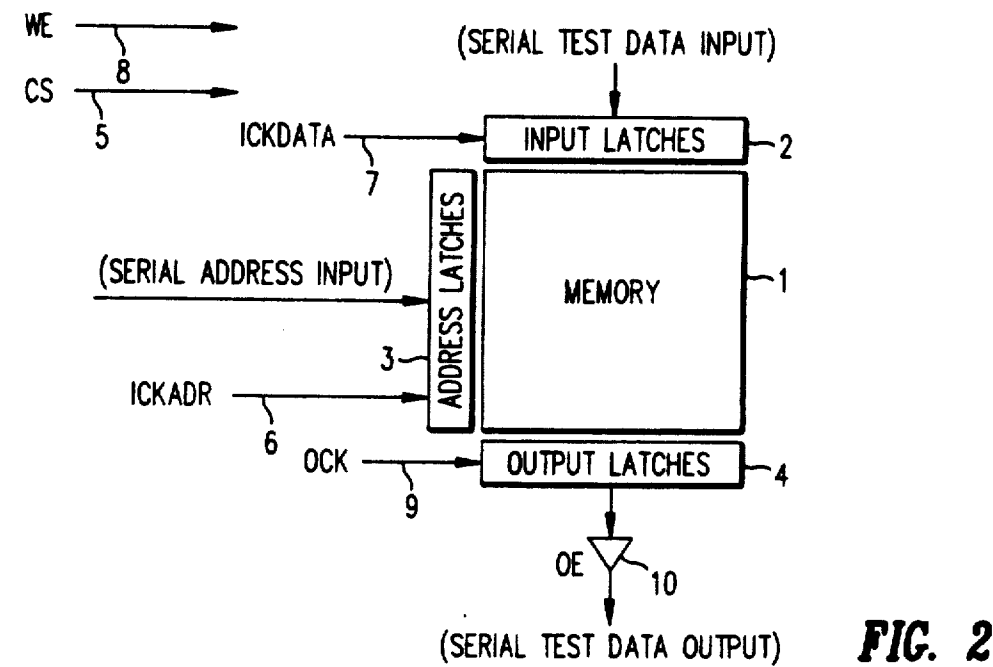 WE
8
(SERIAL TEST DATA INPUT)
CS
5
ICKDATA
7
INPUT LATCHES
2
(SERIAL ADDRESS INPUT)
ADDRESS LATCHES
3
MEMORY
1
ICKADR
6
OCK
9
OUTPUT LATCHES
4
OE
10
(SERIAL TEST DATA OUTPUT)
FIG. 2